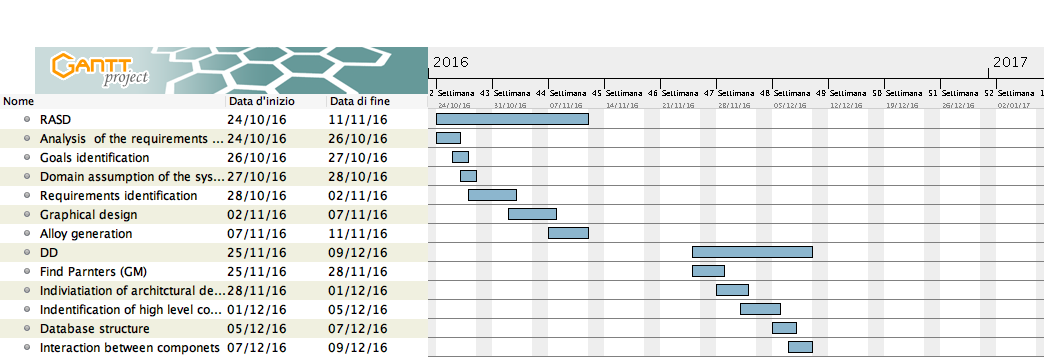 GANTT
project
2016 2017
2 Settimana 43 Settimana 44 Settimana 45 Settimana 46 Settimana 47 Settimana 48 Settimana 49 Settimana 50 Settimana 51 Settimana 52 Settimana 1
Nome Data d'inizio Data di fine 24/10/16 31/10/16 07/11/16 14/11/16 21/11/16 28/11/16 05/12/16 12/12/16 19/12/16 26/12/16 02/01/17
RASD 24/10/16 11/11/16
Analysis of the requirements ... 24/10/16 26/10/16
Goals identification 26/10/16 27/10/16
Domain assumption of the sys... 27/10/16 28/10/16
Requirements identification 28/10/16 02/11/16
Graphical design 02/11/16 07/11/16
Alloy generation 07/11/16 11/11/16
DD 25/11/16 09/12/16
Find Parnters (GM) 25/11/16 28/11/16
Indiviatiation of architctural de... 28/11/16 01/12/16
Indentification of high level co... 01/12/16 05/12/16
Database structure 05/12/16 07/12/16
Interaction between componets 07/12/16 09/12/16